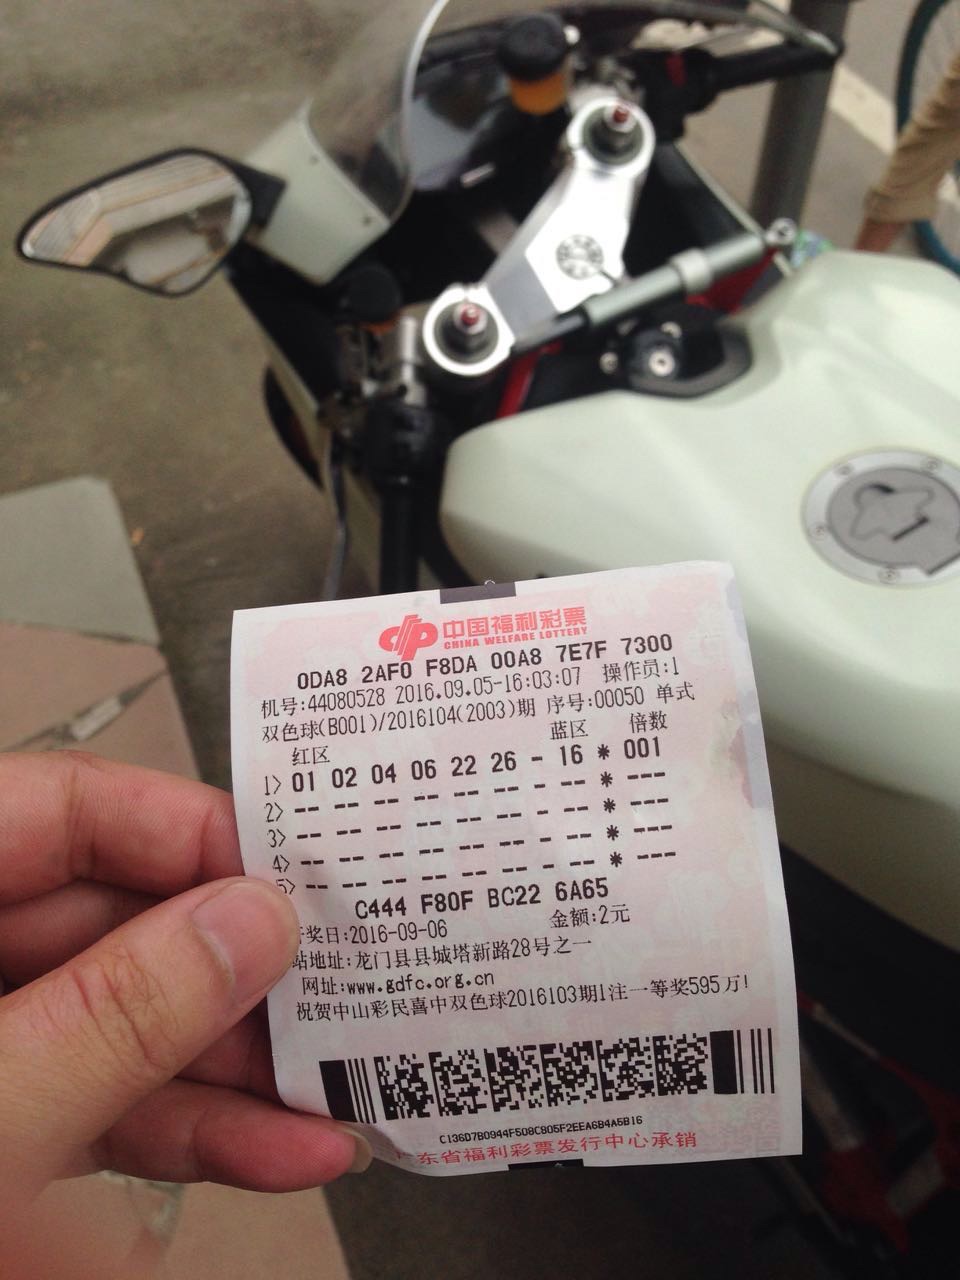 中国福利彩票
CHINA WELFARE LOTTERY
0DA8 2AF0 F8DA 00A8 7E7F 7300
机号:44080528 2016.09.05-16:03:07 操作员:1
双色球(B001)/2016104(2003)期 序号:00050 单式
红区 蓝区 倍数
1> 01 02 04 06 22 26 - 16 * 001
2> -- -- -- -- -- -- - -- * ---
3> -- -- -- -- -- -- - -- * ---
4> -- -- -- -- -- -- - -- * ---
5> -- -- -- -- -- -- - -- * ---
C444 F80F BC22 6A65
开奖日:2016-09-06 金额:2元
站地址:龙门县县城塔新路28号之一
网址:www.gdfc.org.cn
祝贺中山彩民喜中双色球2016103期1注一等奖595万!
C136D7B0944F508C805F2EEA6B4A5B16
广东省福利彩票发行中心承销